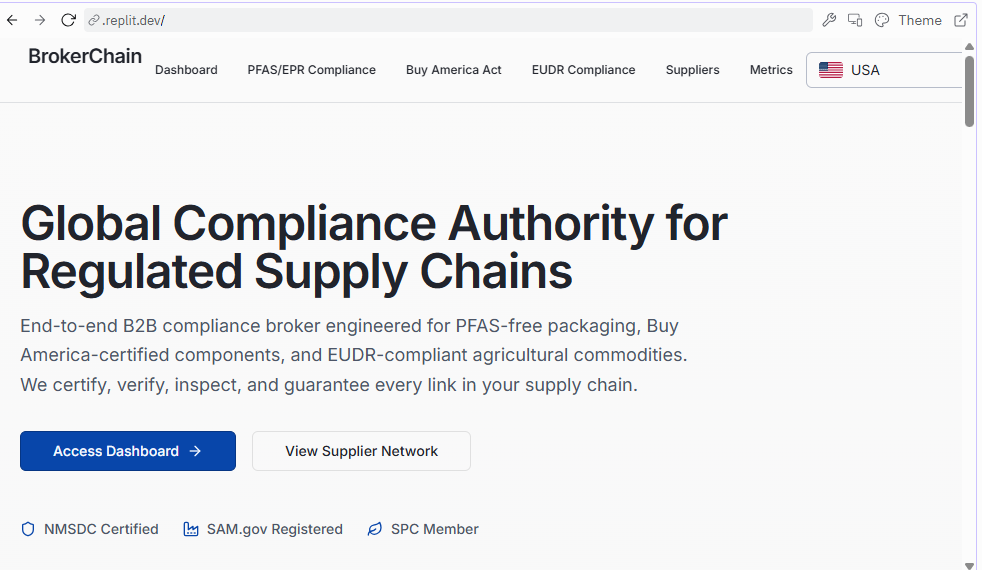 .replit.dev/
Theme
BrokerChain
Dashboard
PFAS/EPR Compliance
Buy America Act
EUDR Compliance
Suppliers
Metrics
USA
Global Compliance Authority for
Regulated Supply Chains
End-to-end B2B compliance broker engineered for PFAS-free packaging, Buy
America-certified components, and EUDR-compliant agricultural commodities.
We certify, verify, inspect, and guarantee every link in your supply chain.
Access Dashboard →
View Supplier Network
NMSDC Certified
SAM.gov Registered
SPC Member